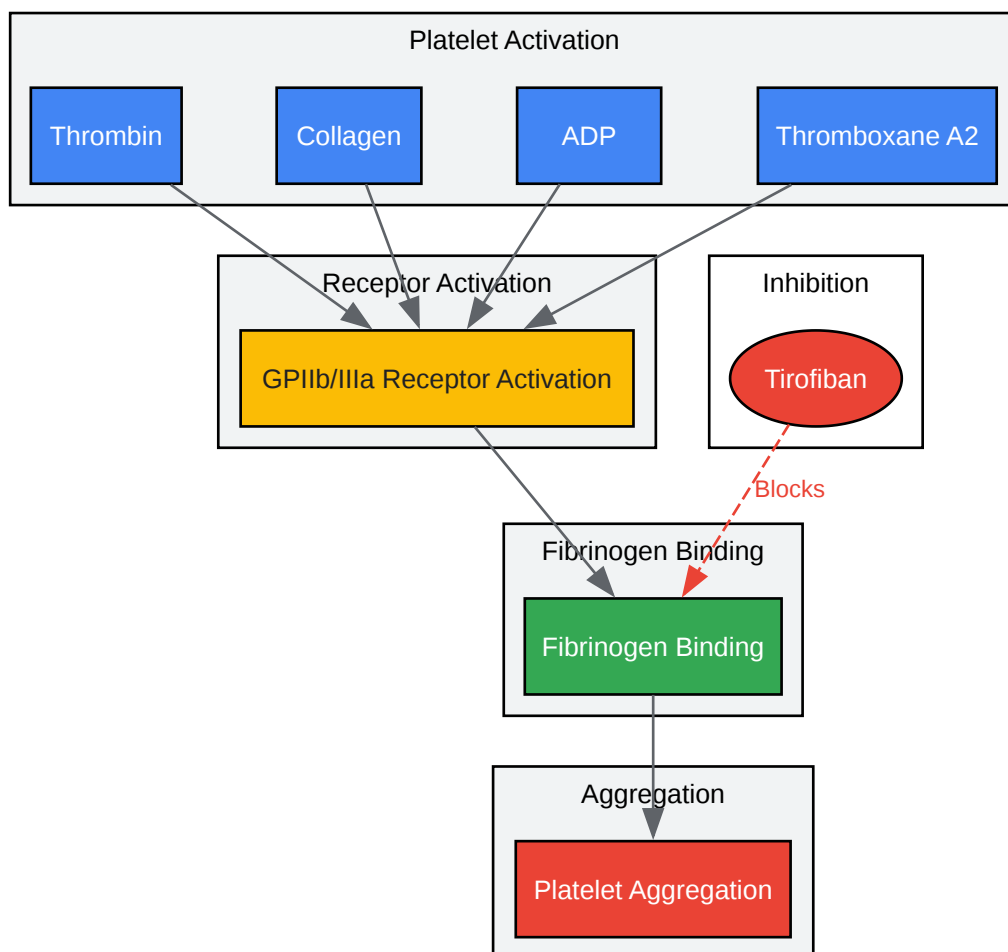 Platelet Activation
Thrombin
Collagen
ADP
Thromboxane A2
Receptor Activation
Inhibition
GPIIb/IIIa Receptor Activation
Tirofiban
Blocks
Fibrinogen Binding
Fibrinogen Binding
Aggregation
Platelet Aggregation